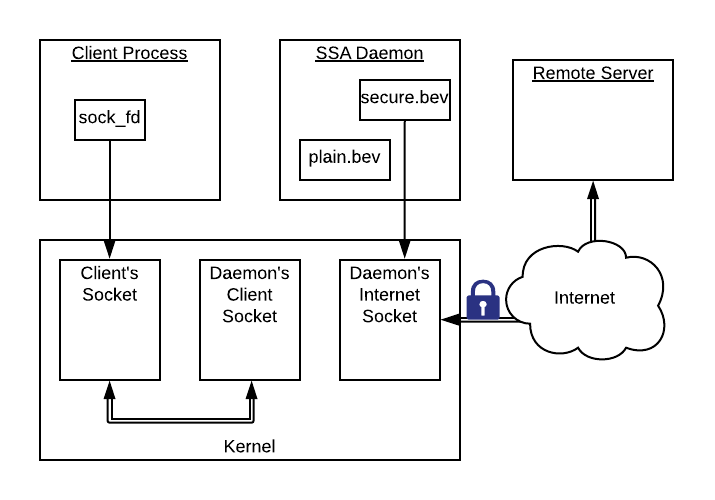 Client Process
SSA Daemon
Remote Server
sock_fd
secure.bev
plain.bev
Client's
Socket
Daemon's
Client
Socket
Daemon's
Internet
Socket
Internet
Kernel